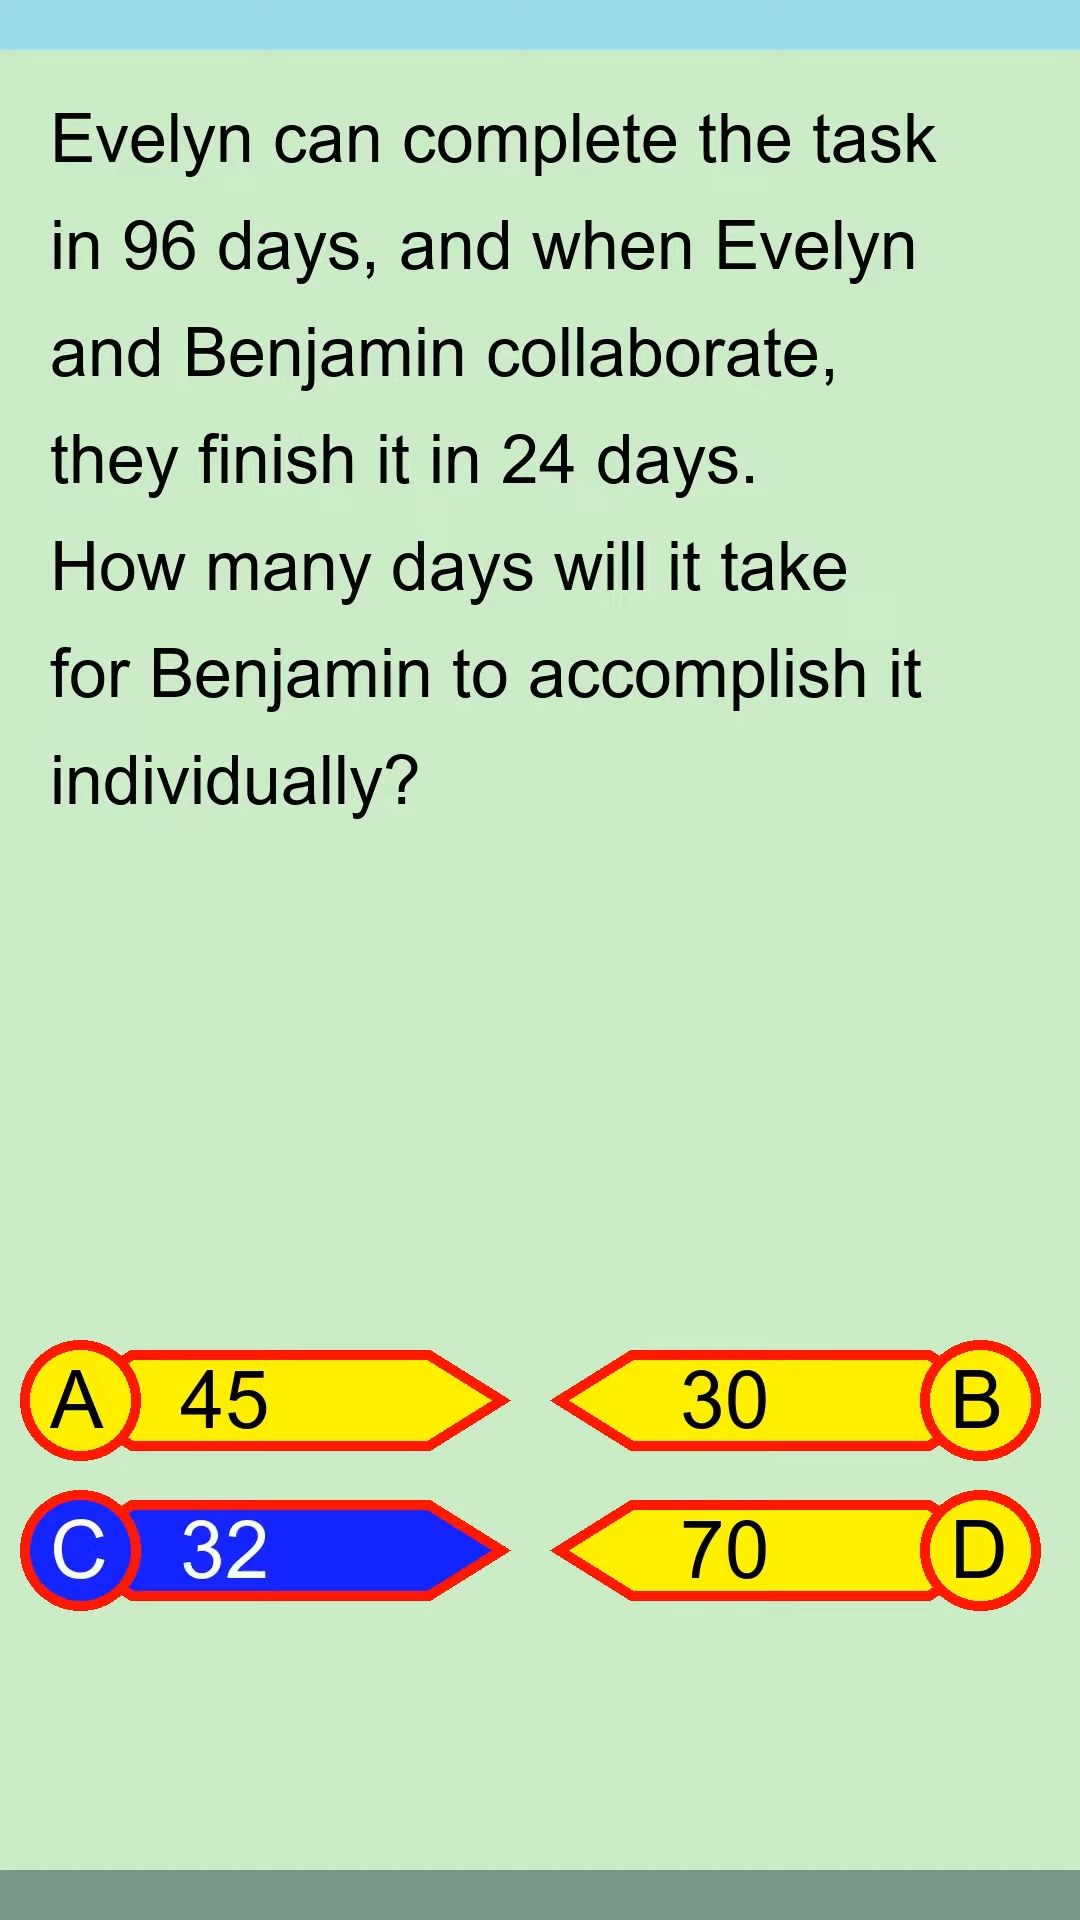 Evelyn can complete the task
in 96 days, and when Evelyn
and Benjamin collaborate,
they finish it in 24 days.
How many days will it take
for Benjamin to accomplish it
individually?
A 45
30 B
C 32
70 D